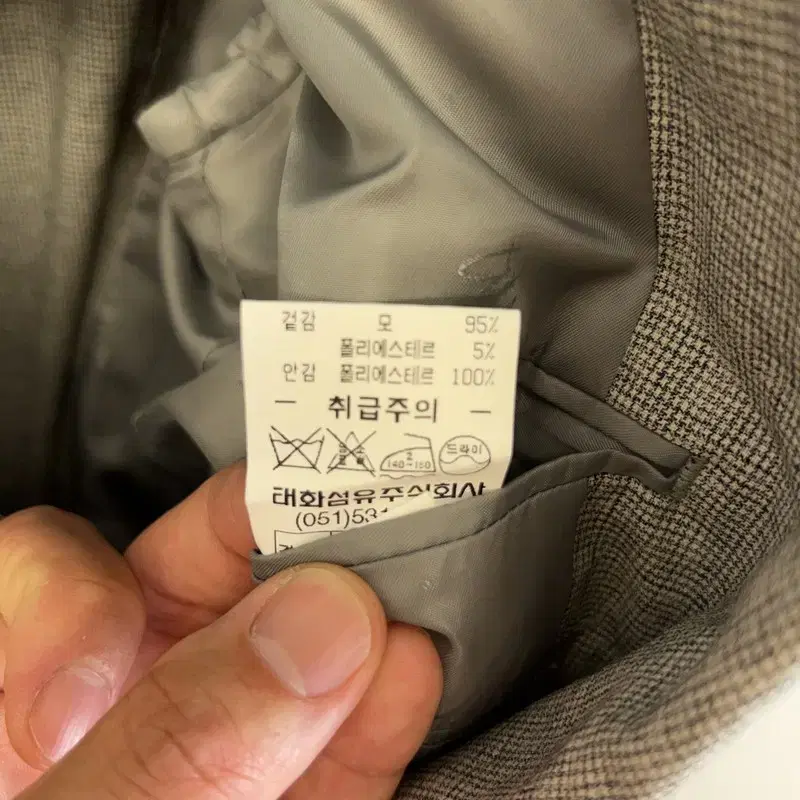 겉감 모 95%
폴리에스테르 5%
안감 폴리에스테르 100%
— 취급주의 —
2 140~160 드라이
태화섬유주식회사
(051)531